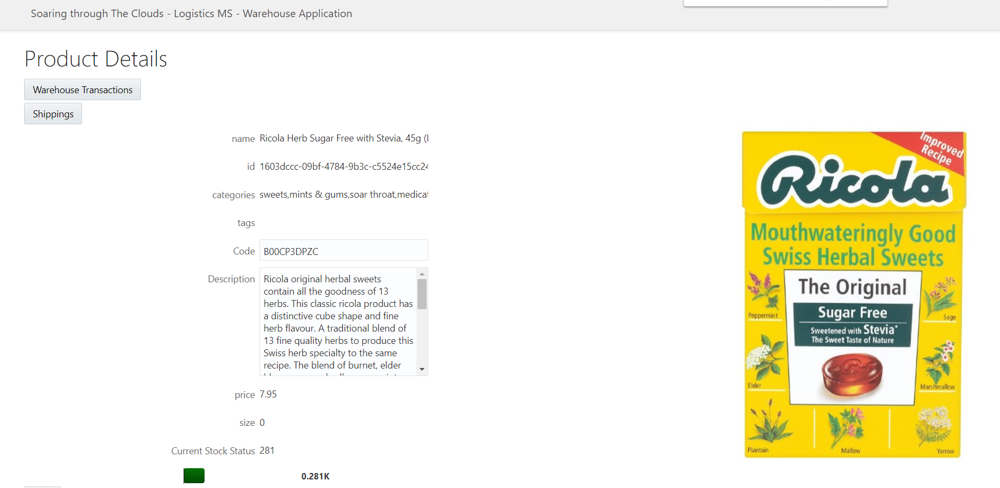 Soaring through The Clouds - Logistics MS - Warehouse Application
Product Details
Warehouse Transactions
Shippings
name Ricola Herb Sugar Free with Stevia, 45g (
id 1603dccc-09bf-4784-9b3c-c5524e15cc24
categories sweets,mints & gums,soar throat,medicat
tags
Code B00CP3DPZC
Description Ricola original herbal sweets
contain all the goodness of 13
herbs. This classic ricola product has
a distinctive cube shape and fine
herb flavour. A traditional blend of
13 fine quality herbs to produce this
Swiss herb specialty to the same
recipe. The blend of burnet, elder
price 7.95
size 0
Current Stock Status 281
0.281K
Improved
Recipe
Ricola
Mouthwateringly Good
Swiss Herbal Sweets
The Original
Sugar Free
Sweetened with Stevia*
The Sweet Taste of Nature
Peppermint
Sage
Elder
Marshmallow
Plantain
Mallow
Yarrow